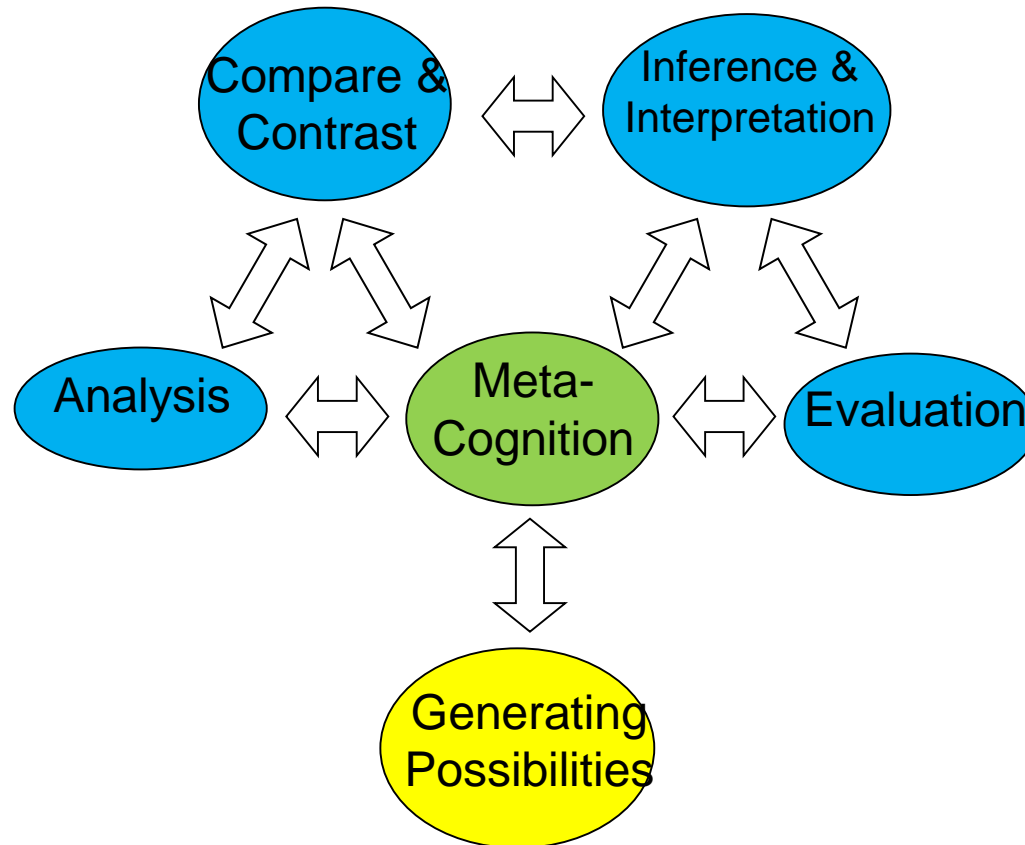 Compare &
Contrast
Inference &
Interpretation
Analysis
Meta-
Cognition
Evaluation
Generating
Possibilities